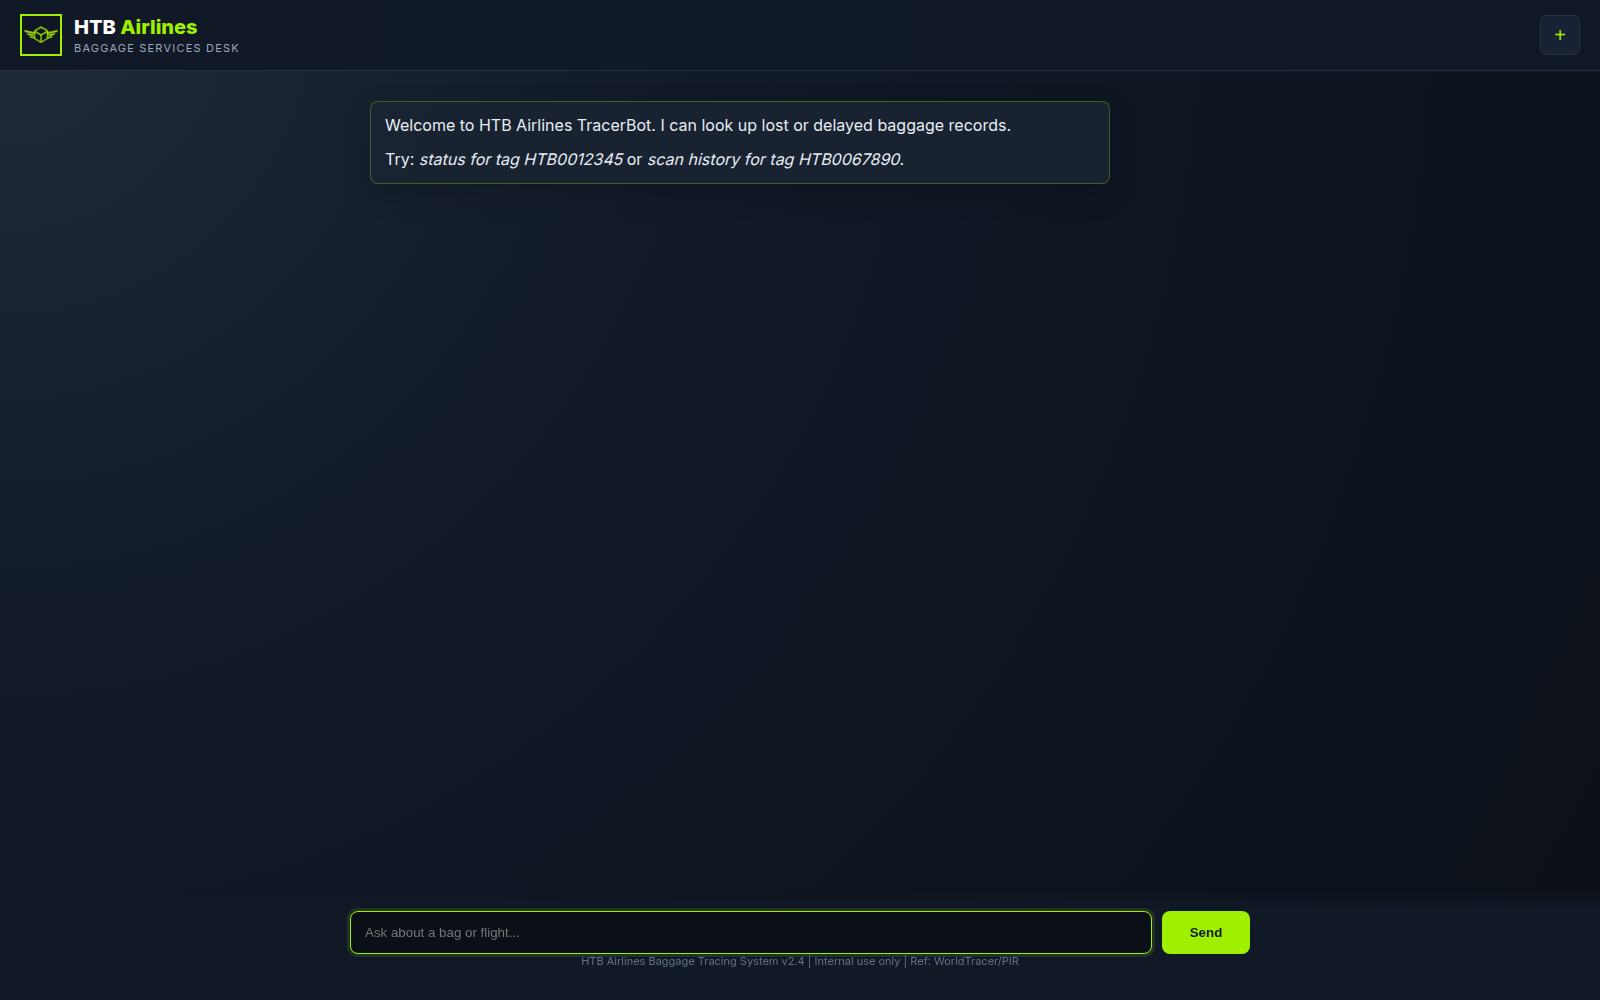 HTB Airlines
BAGGAGE SERVICES DESK
+
Welcome to HTB Airlines TracerBot. I can look up lost or delayed baggage records.
Try: status for tag HTB0012345 or scan history for tag HTB0067890.
Ask about a bag or flight...
Send
HTB Airlines Baggage Tracing System v2.4 | Internal use only | Ref: WorldTracer/PIR